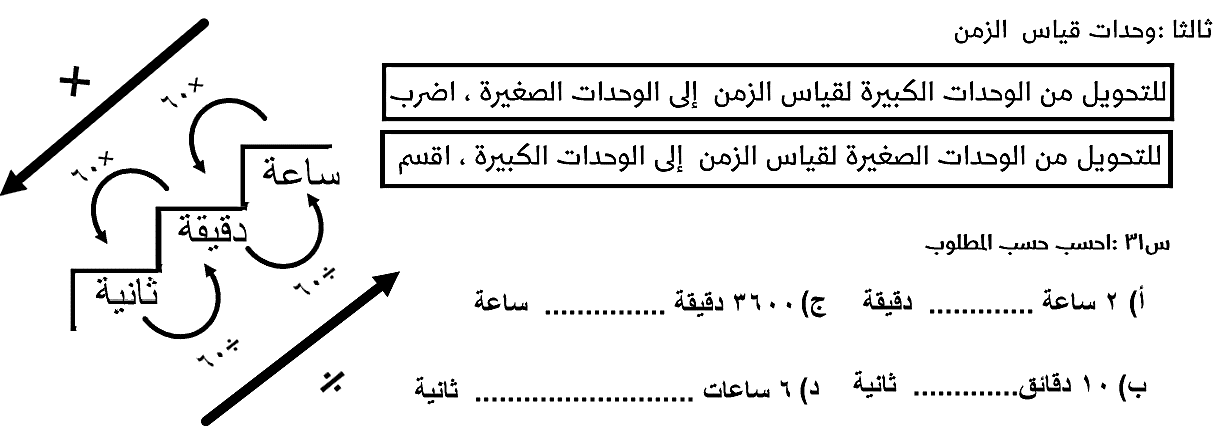 ثالثا :وحدات قياس الزمن
للتحويل من الوحدات الكبيرة لقياس الزمن إلى الوحدات الصغيرة ، اضرب
للتحويل من الوحدات الصغيرة لقياس الزمن إلى الوحدات الكبيرة ، اقسم
×
×٦٠
×٦٠
ساعة
دقيقة
ثانية
÷٦٠
÷٦٠
÷
س٣١ :احسب حسب المطلوب
أ) ٢ ساعة ............. دقيقة
ج) ٣٦٠٠ دقيقة ............... ساعة
ب) ١٠ دقائق............. ثانية
د) ٦ ساعات ........................... ثانية